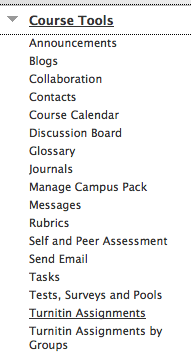 Course Tools
Announcements
Blogs
Collaboration
Contacts
Course Calendar
Discussion Board
Glossary
Journals
Manage Campus Pack
Messages
Rubrics
Self and Peer Assessment
Send Email
Tasks
Tests, Surveys and Pools
Turnitin Assignments
Turnitin Assignments by
Groups